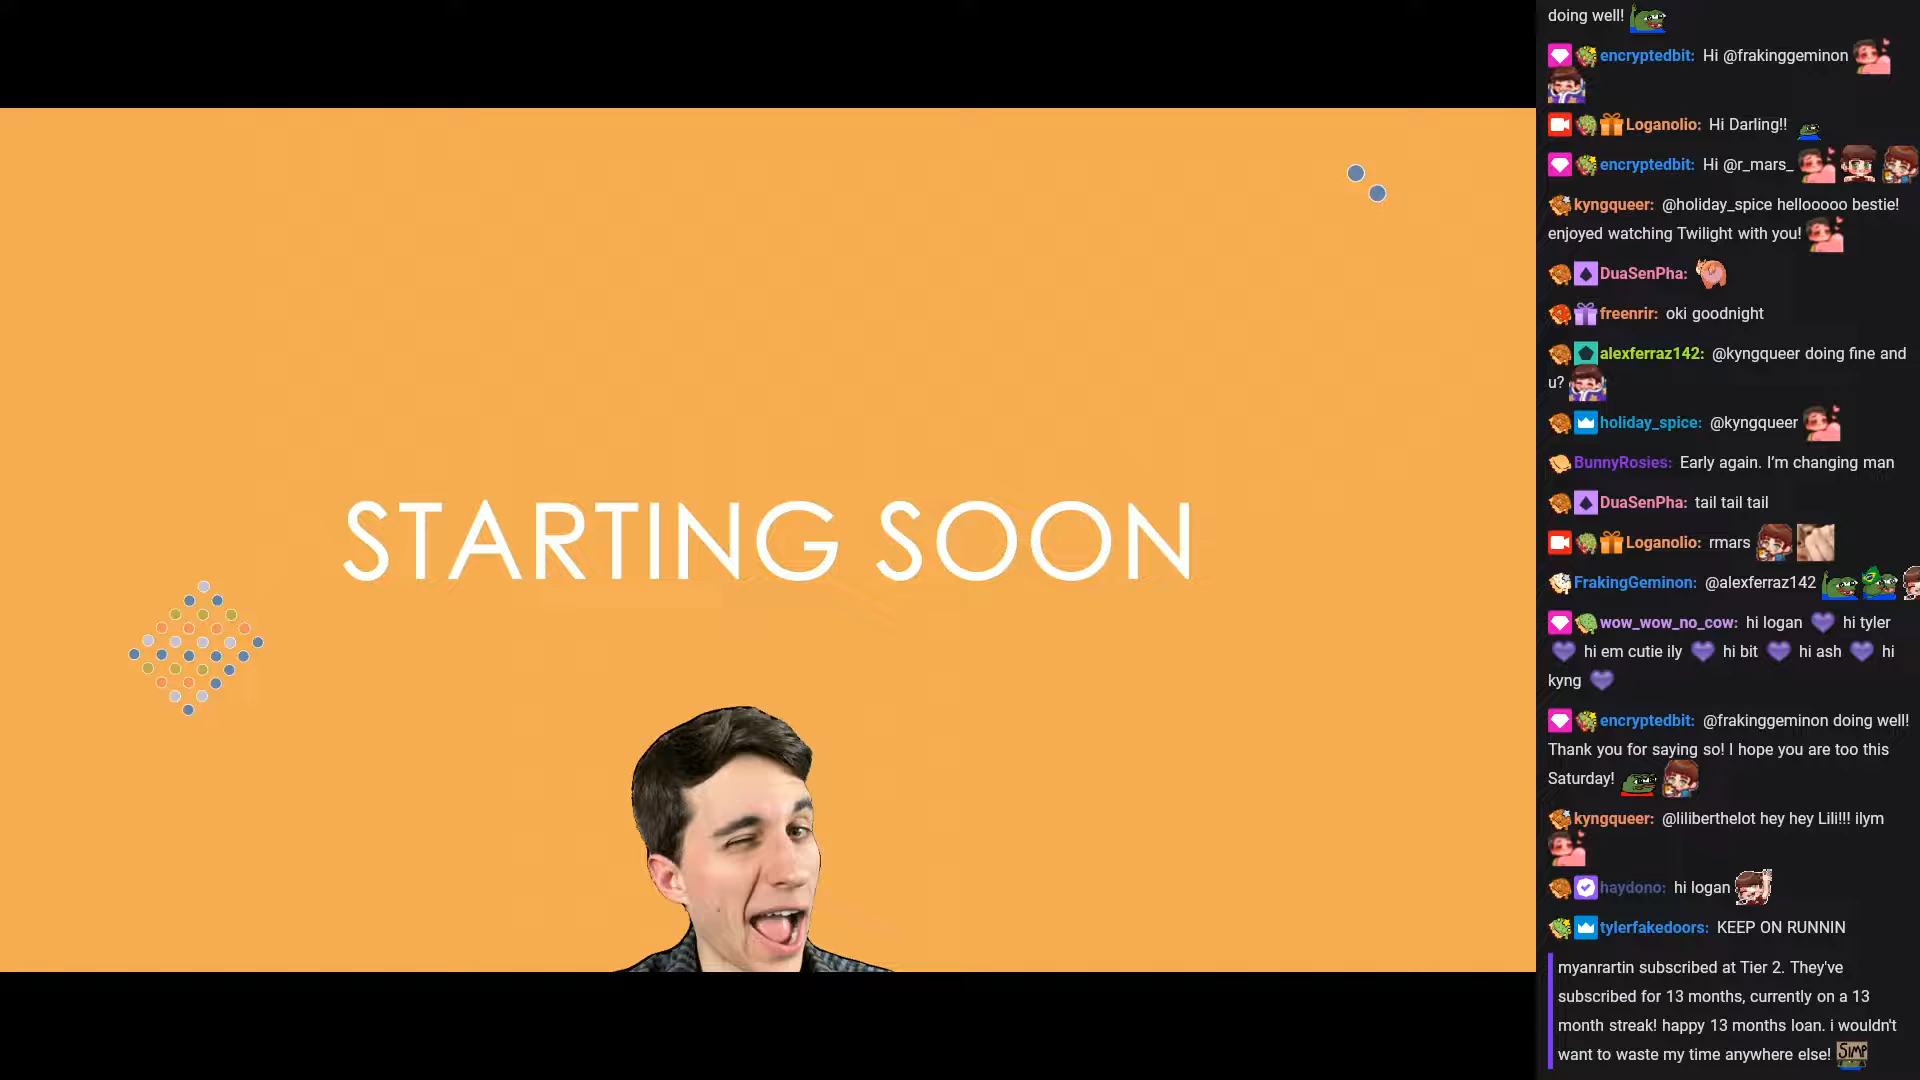 STARTING SOON
doing well!
encryptedbit: Hi @frakinggeminon
Loganolio: Hi Darling!!
encryptedbit: Hi @r_mars_
kyngqueer: @holiday_spice hellooooo bestie!
enjoyed watching Twilight with you!
DuaSenPha:
freenrir: oki goodnight
alexferraz142: @kyngqueer doing fine and
u?
holiday_spice: @kyngqueer
BunnyRosies: Early again. I’m changing man
DuaSenPha: tail tail tail
Loganolio: rmars
FrakingGeminon: @alexferraz142
wow_wow_no_cow: hi logan hi tyler
hi em cutie ily hi bit hi ash hi
kyng
encryptedbit: @frakinggeminon doing well!
Thank you for saying so! I hope you are too this
Saturday!
kyngqueer: @liliberthelot hey hey Lili!!! ilym
haydono: hi logan
tylerfakedoors: KEEP ON RUNNIN
myanrartin subscribed at Tier 2. They've
subscribed for 13 months, currently on a 13
month streak! happy 13 months loan. i wouldn't
want to waste my time anywhere else! SIMP